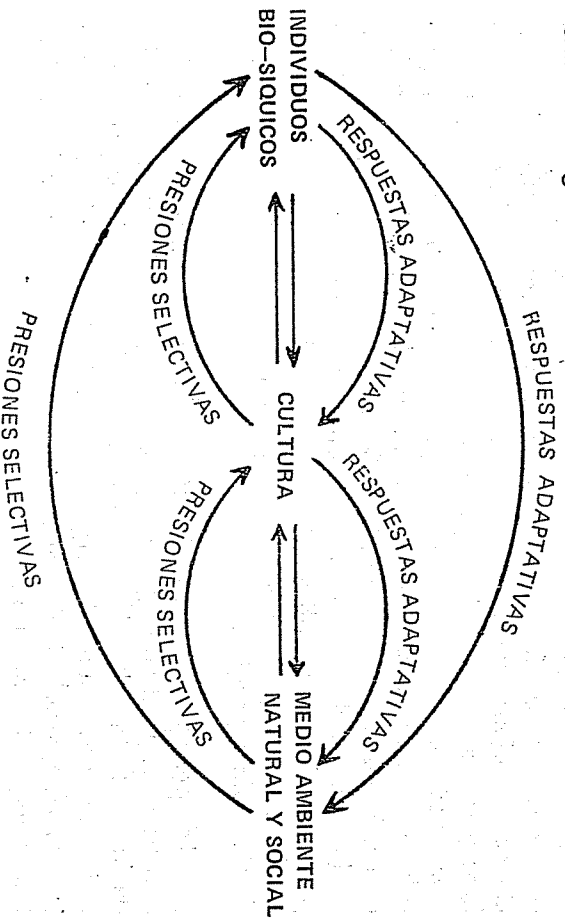 RESPUESTAS ADAPTATIVAS
RESPUESTAS ADAPTATIVAS
RESPUESTAS ADAPTATIVAS
INDIVIDUOS
BIO-SIQUICOS
CULTURA
MEDIO AMBIENTE
NATURAL Y SOCIAL
PRESIONES SELECTIVAS
PRESIONES SELECTIVAS
PRESIONES SELECTIVAS